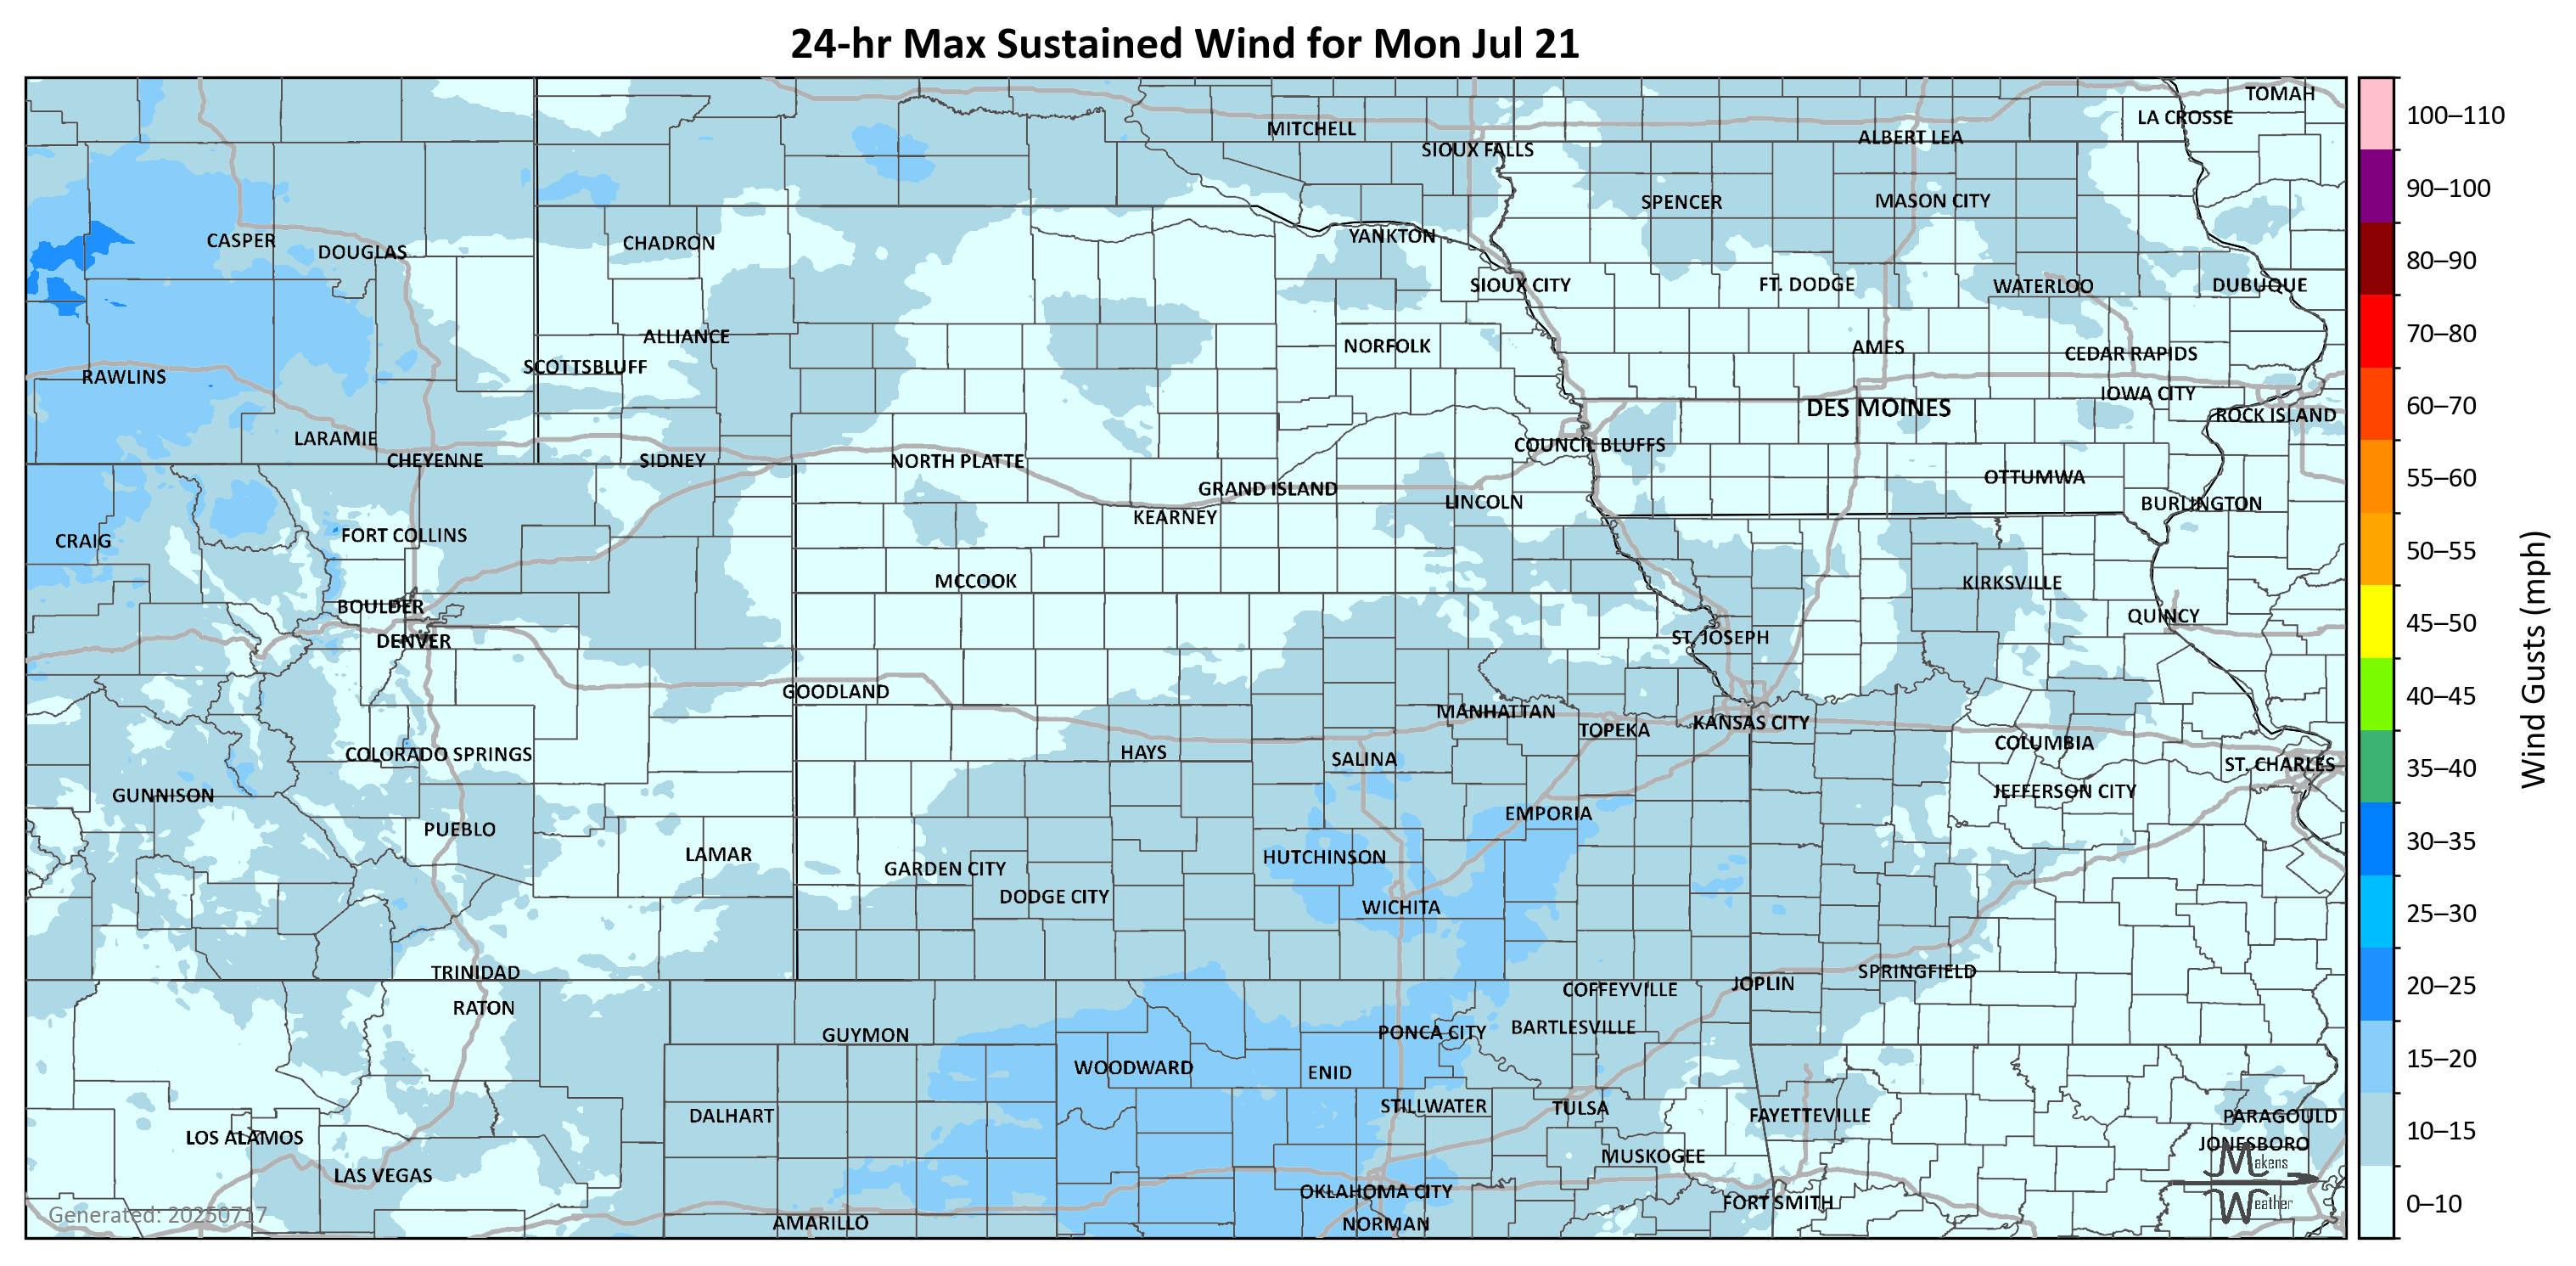 24-hr Max Sustained Wind for Mon Jul 21
TOMAH
LA CROSSE
MITCHELL
ALBERT LEA
SIOUX FALLS
SPENCER
MASON CITY
CASPER
DOUGLAS
CHADRON
YANKTON
SIOUX CITY
FT. DODGE
WATERLOO
DUBUQUE
ALLIANCE
NORFOLK
AMES
CEDAR RAPIDS
SCOTTSBLUFF
RAWLINS
IOWA CITY
DES MOINES
ROCK ISLAND
LARAMIE
COUNCIL BLUFFS
CHEYENNE
SIDNEY
NORTH PLATTE
OTTUMWA
GRAND ISLAND
LINCOLN
BURLINGTON
KEARNEY
CRAIG
FORT COLLINS
MCCOOK
KIRKSVILLE
BOULDER
QUINCY
DENVER
ST. JOSEPH
GOODLAND
MANHATTAN
TOPEKA
KANSAS CITY
COLORADO SPRINGS
HAYS
SALINA
COLUMBIA
ST. CHARLES
GUNNISON
JEFFERSON CITY
PUEBLO
EMPORIA
LAMAR
GARDEN CITY
HUTCHINSON
DODGE CITY
WICHITA
TRINIDAD
SPRINGFIELD
JOPLIN
RATON
COFFEYVILLE
GUYMON
PONCA CITY
BARTLESVILLE
WOODWARD
ENID
DALHART
STILLWATER
TULSA
FAYETTEVILLE
PARAGOULD
LOS ALAMOS
JONESBORO
LAS VEGAS
MUSKOGEE
OKLAHOMA CITY
FORT SMITH
AMARILLO
NORMAN
Generated: 20250717
Makens
Weather
100–110
90–100
80–90
70–80
60–70
55–60
50–55
45–50
40–45
35–40
30–35
25–30
20–25
15–20
10–15
0–10
Wind Gusts (mph)